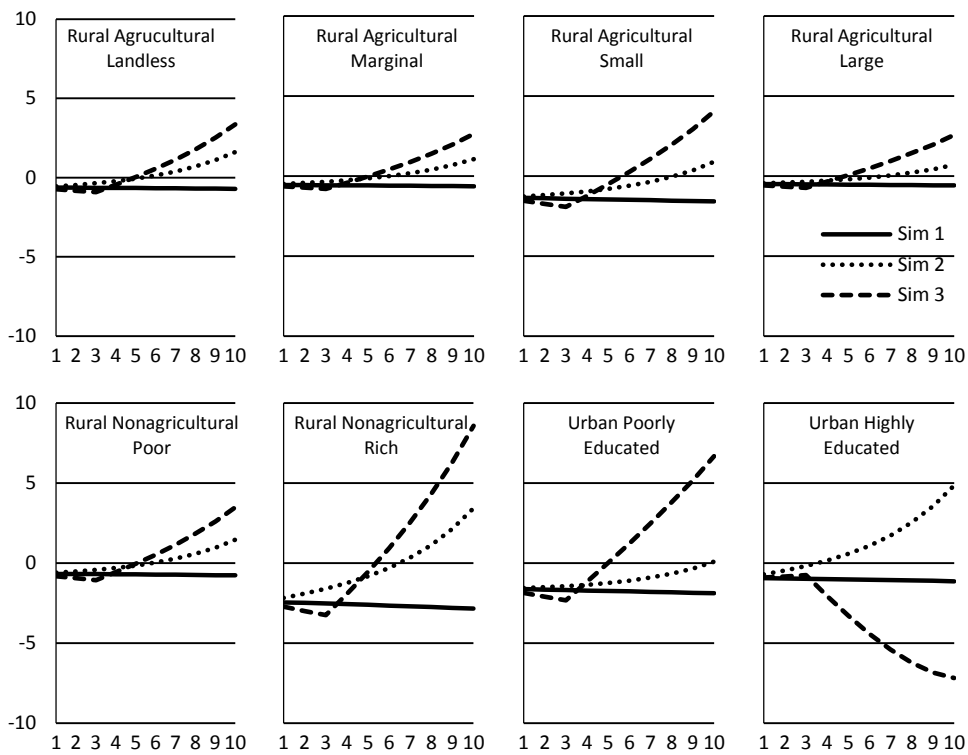 10
5
0
-5
-10
Rural Agrucultural
Landless
Rural Agricultural
Marginal
Rural Agricultural
Small
Rural Agricultural
Large
Sim 1
Sim 2
Sim 3
1 2 3 4 5 6 7 8 9 10
1 2 3 4 5 6 7 8 9 10
1 2 3 4 5 6 7 8 9 10
1 2 3 4 5 6 7 8 9 10
10
5
0
-5
-10
Rural Nonagricultural
Poor
Rural Nonagricultural
Rich
Urban Poorly
Educated
Urban Highly
Educated
1 2 3 4 5 6 7 8 9 10
1 2 3 4 5 6 7 8 9 10
1 2 3 4 5 6 7 8 9 10
1 2 3 4 5 6 7 8 9 10